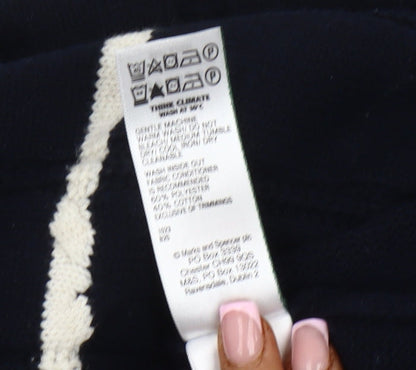 THINK CLIMATE
WASH AT 30°C
GENTLE MACHINE
WARM WASH/ DO NOT
BLEACH/ MEDIUM TUMBLE
DRY/ COOL IRON/ DRY
CLEANABLE
WASH INSIDE OUT
FABRIC CONDITIONER
IS RECOMMENDED
60% POLYESTER
40% COTTON
EXCLUSIVE OF TRIMMINGS
© Marks and Spencer plc
PO Box 3339
Chester CH99 9QS
M&S, PO Box 13022
Ravensdale, Dublin 2